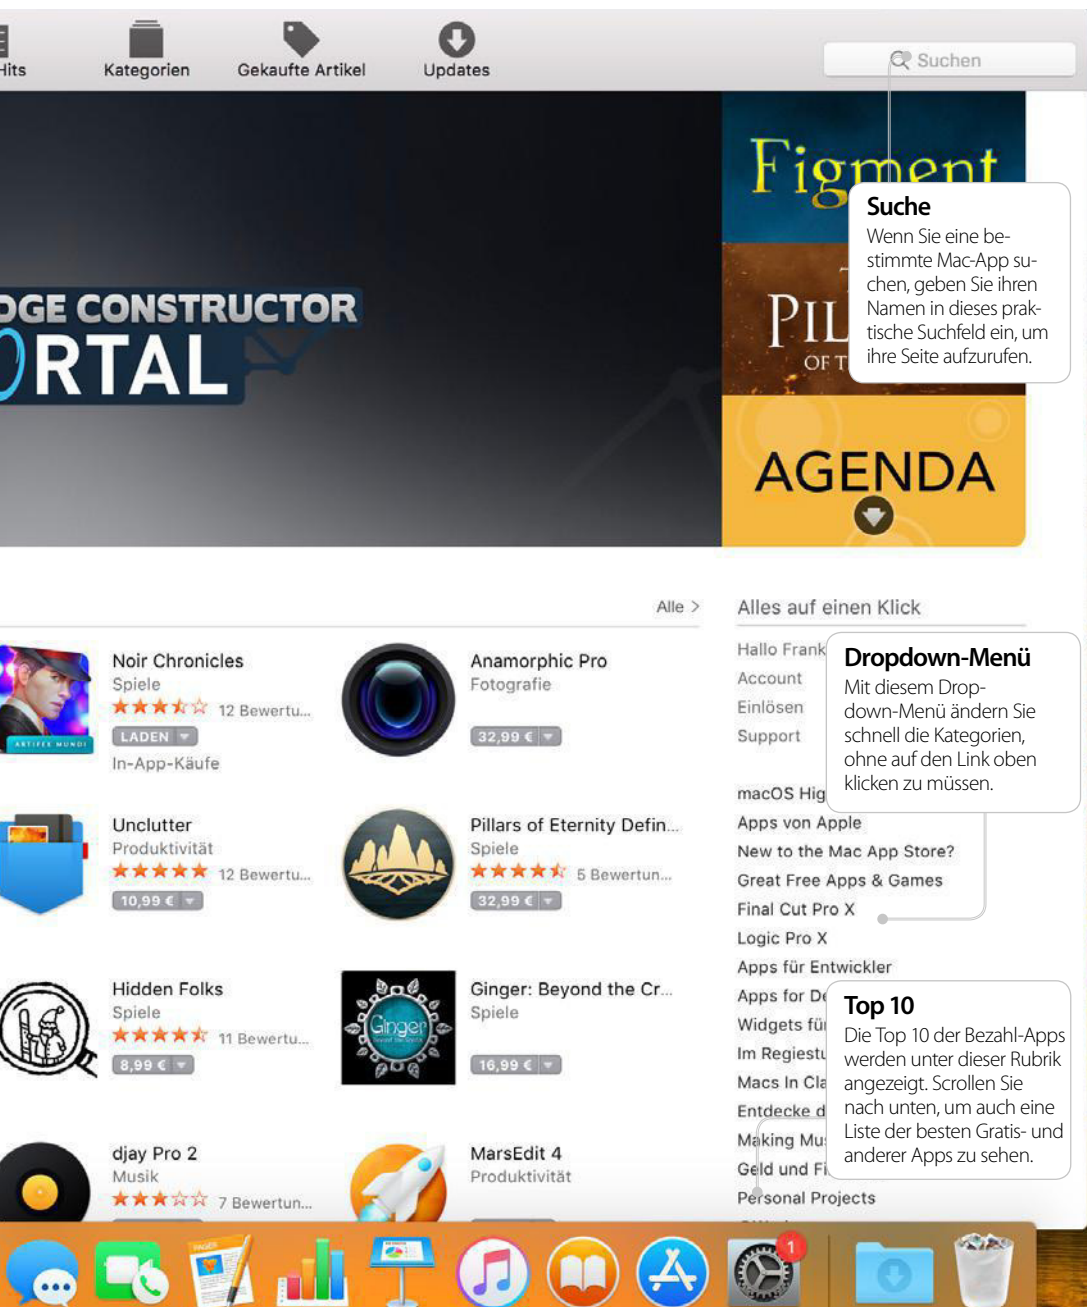 Hits
Kategorien
Gekaufte Artikel
Updates
Suchen
Figment
Suche
Wenn Sie eine be-
stimmte Mac-App su-
chen, geben Sie ihren
Namen in dieses prak-
tische Suchfeld ein, um
ihre Seite aufzurufen.
DGE CONSTRUCTOR
ORTAL
PIL
OF T
AGENDA
Alle >
Alles auf einen Klick
Hallo Frank
Account
Einlösen
Support
Dropdown-Menü
Mit diesem Drop-
down-Menü ändern Sie
schnell die Kategorien,
ohne auf den Link oben
klicken zu müssen.
ARTIFEX MUNDI
Noir Chronicles
Spiele
12 Bewertu...
LADEN
In-App-Käufe
Anamorphic Pro
Fotografie
32,99 €
Unclutter
Produktivität
12 Bewertu...
10,99 €
Pillars of Eternity Defin...
Spiele
5 Bewertun...
32,99 €
Hidden Folks
Spiele
11 Bewertu...
8,99 €
Ginger
Ginger: Beyond the Cr...
Spiele
16,99 €
djay Pro 2
Musik
7 Bewertun...
MarsEdit 4
Produktivität
macOS Hig
Apps von Apple
New to the Mac App Store?
Great Free Apps & Games
Final Cut Pro X
Logic Pro X
Apps für Entwickler
Apps for De
Widgets für
Im Regiestu
Macs In Cla
Entdecke d
Making Mus
Geld und Fi
Personal Projects
Top 10
Die Top 10 der Bezahl-Apps
werden unter dieser Rubrik
angezeigt. Scrollen Sie
nach unten, um auch eine
Liste der besten Gratis- und
anderer Apps zu sehen.
PAGES
1